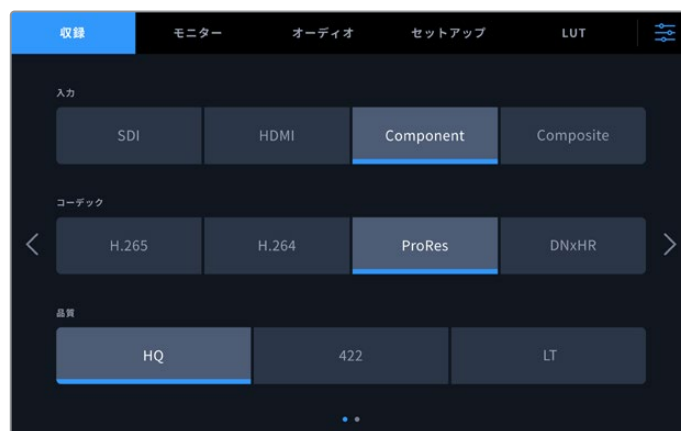 収録 モニター オーディオ セットアップ LUT
入力
SDI HDMI Component Composite
コーデック
H.265 H.264 ProRes DNxHR
品質
HQ 422 LT